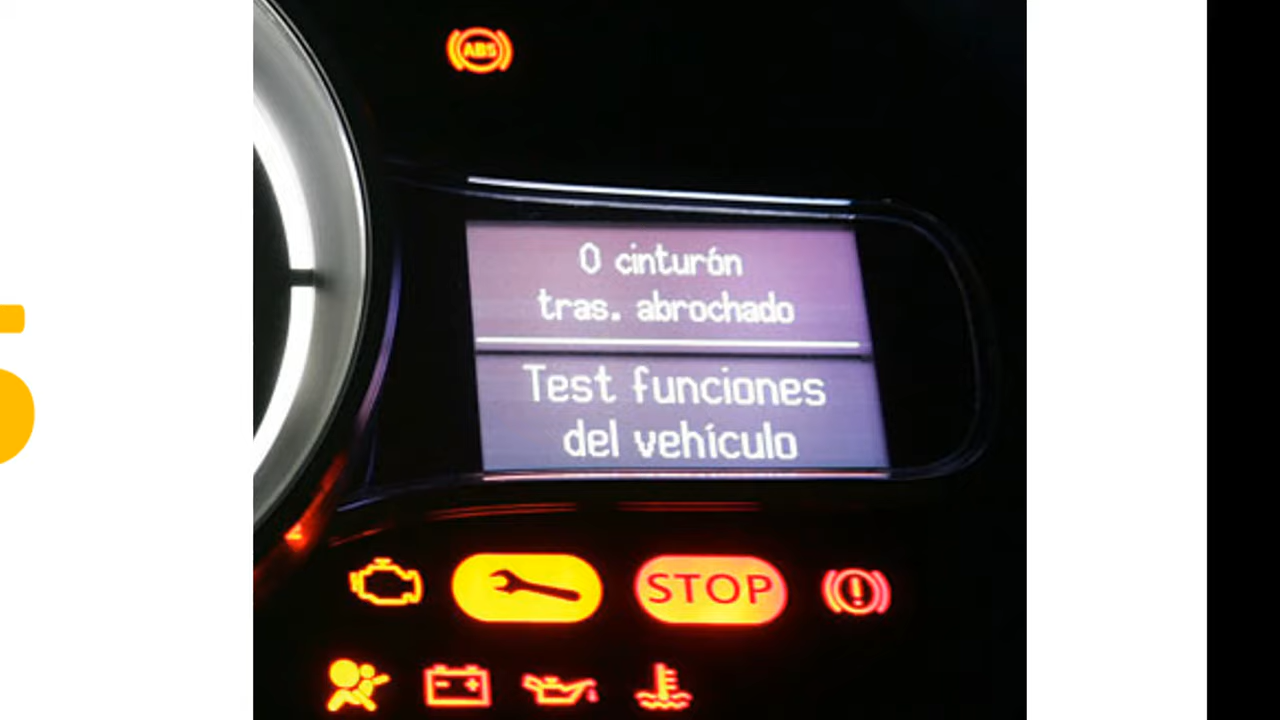 ABS
0 cinturón
tras. abrochado
Test funciones
del vehículo
STOP